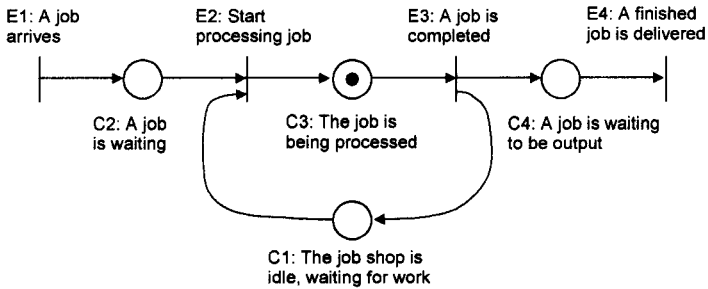 E1: A job
arrives
E2: Start
processing job
E3: A job is
completed
E4: A finished
job is delivered
C2: A job
is waiting
C3: The job is
being processed
C4: A job is waiting
to be output
C1: The job shop is
idle, waiting for work